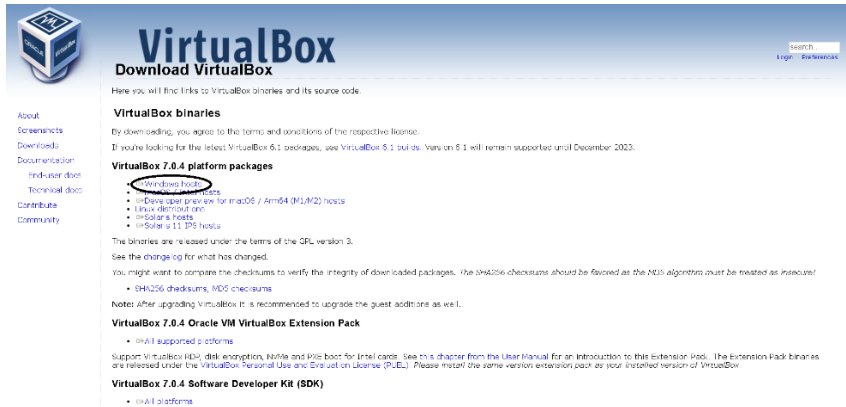 VirtualBox
search...
Login Preferences
Download VirtualBox
Here you will find links to VirtualBox binaries and its source code.
About
Screenshots
Downloads
Documentation
End-user docs
Technical docs
Contribute
Community
VirtualBox binaries
By downloading, you agree to the terms and conditions of the respective license.
If you're looking for the latest VirtualBox 6.1 packages, see VirtualBox 6.1 builds. Version 6.1 will remain supported until December 2023.
VirtualBox 7.0.4 platform packages
Windows hosts
macOS / Intel hosts
Developer preview for macOS / Arm64 (M1/M2) hosts
Linux distributions
Solaris hosts
Solaris 11 IPS hosts
The binaries are released under the terms of the GPL version 3.
See the changelog for what has changed.
You might want to compare the checksums to verify the integrity of downloaded packages. The SHA256 checksums should be favored as the MD5 algorithm must be treated as insecure!
SHA256 checksums, MD5 checksums
Note: After upgrading VirtualBox it is recommended to upgrade the guest additions as well.
VirtualBox 7.0.4 Oracle VM VirtualBox Extension Pack
All supported platforms
Support VirtualBox RDP, disk encryption, NVMe and PXE boot for Intel cards. See this chapter from the User Manual for an introduction to this Extension Pack. The Extension Pack binaries
are released under the VirtualBox Personal Use and Evaluation License (PUEL). Please install the same version extension pack as your installed version of VirtualBox.
VirtualBox 7.0.4 Software Developer Kit (SDK)
All platforms